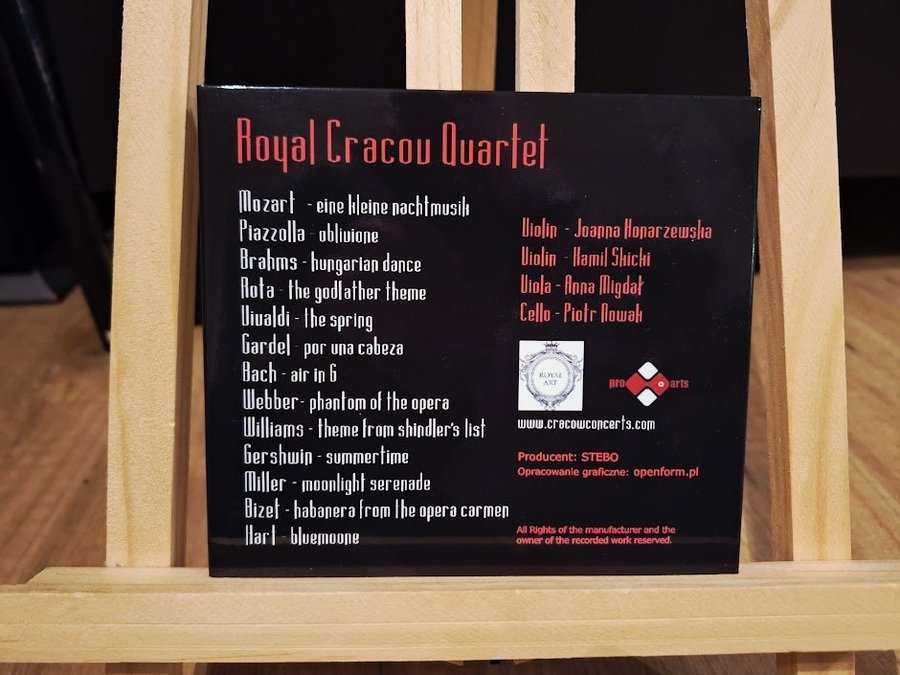 Royal Cracov Quartet
Mozart - eine kleine nachtmusik
Piazzolla - oblivione
Brahms - hungarian dance
Rota - the godfather theme
Vivaldi - the spring
Gardel - por una cabeza
Bach - air in G
Webber - phantom of the opera
Williams - theme from shindler's list
Gershwin - summertime
Miller - moonlight serenade
Bizet - habanera from the opera carmen
Hart - bluemoone
Violin - Joanna Konarzewska
Violin - Kamil Skicki
Viola - Anna Migdał
Cello - Piotr Nowak
ROYAL
ART
pro arts
www.cracowconcerts.com
Producent: STEBO
Opracowanie graficzne: openform.pl
All Rights of the manufacturer and the
owner of the recorded work reserved.